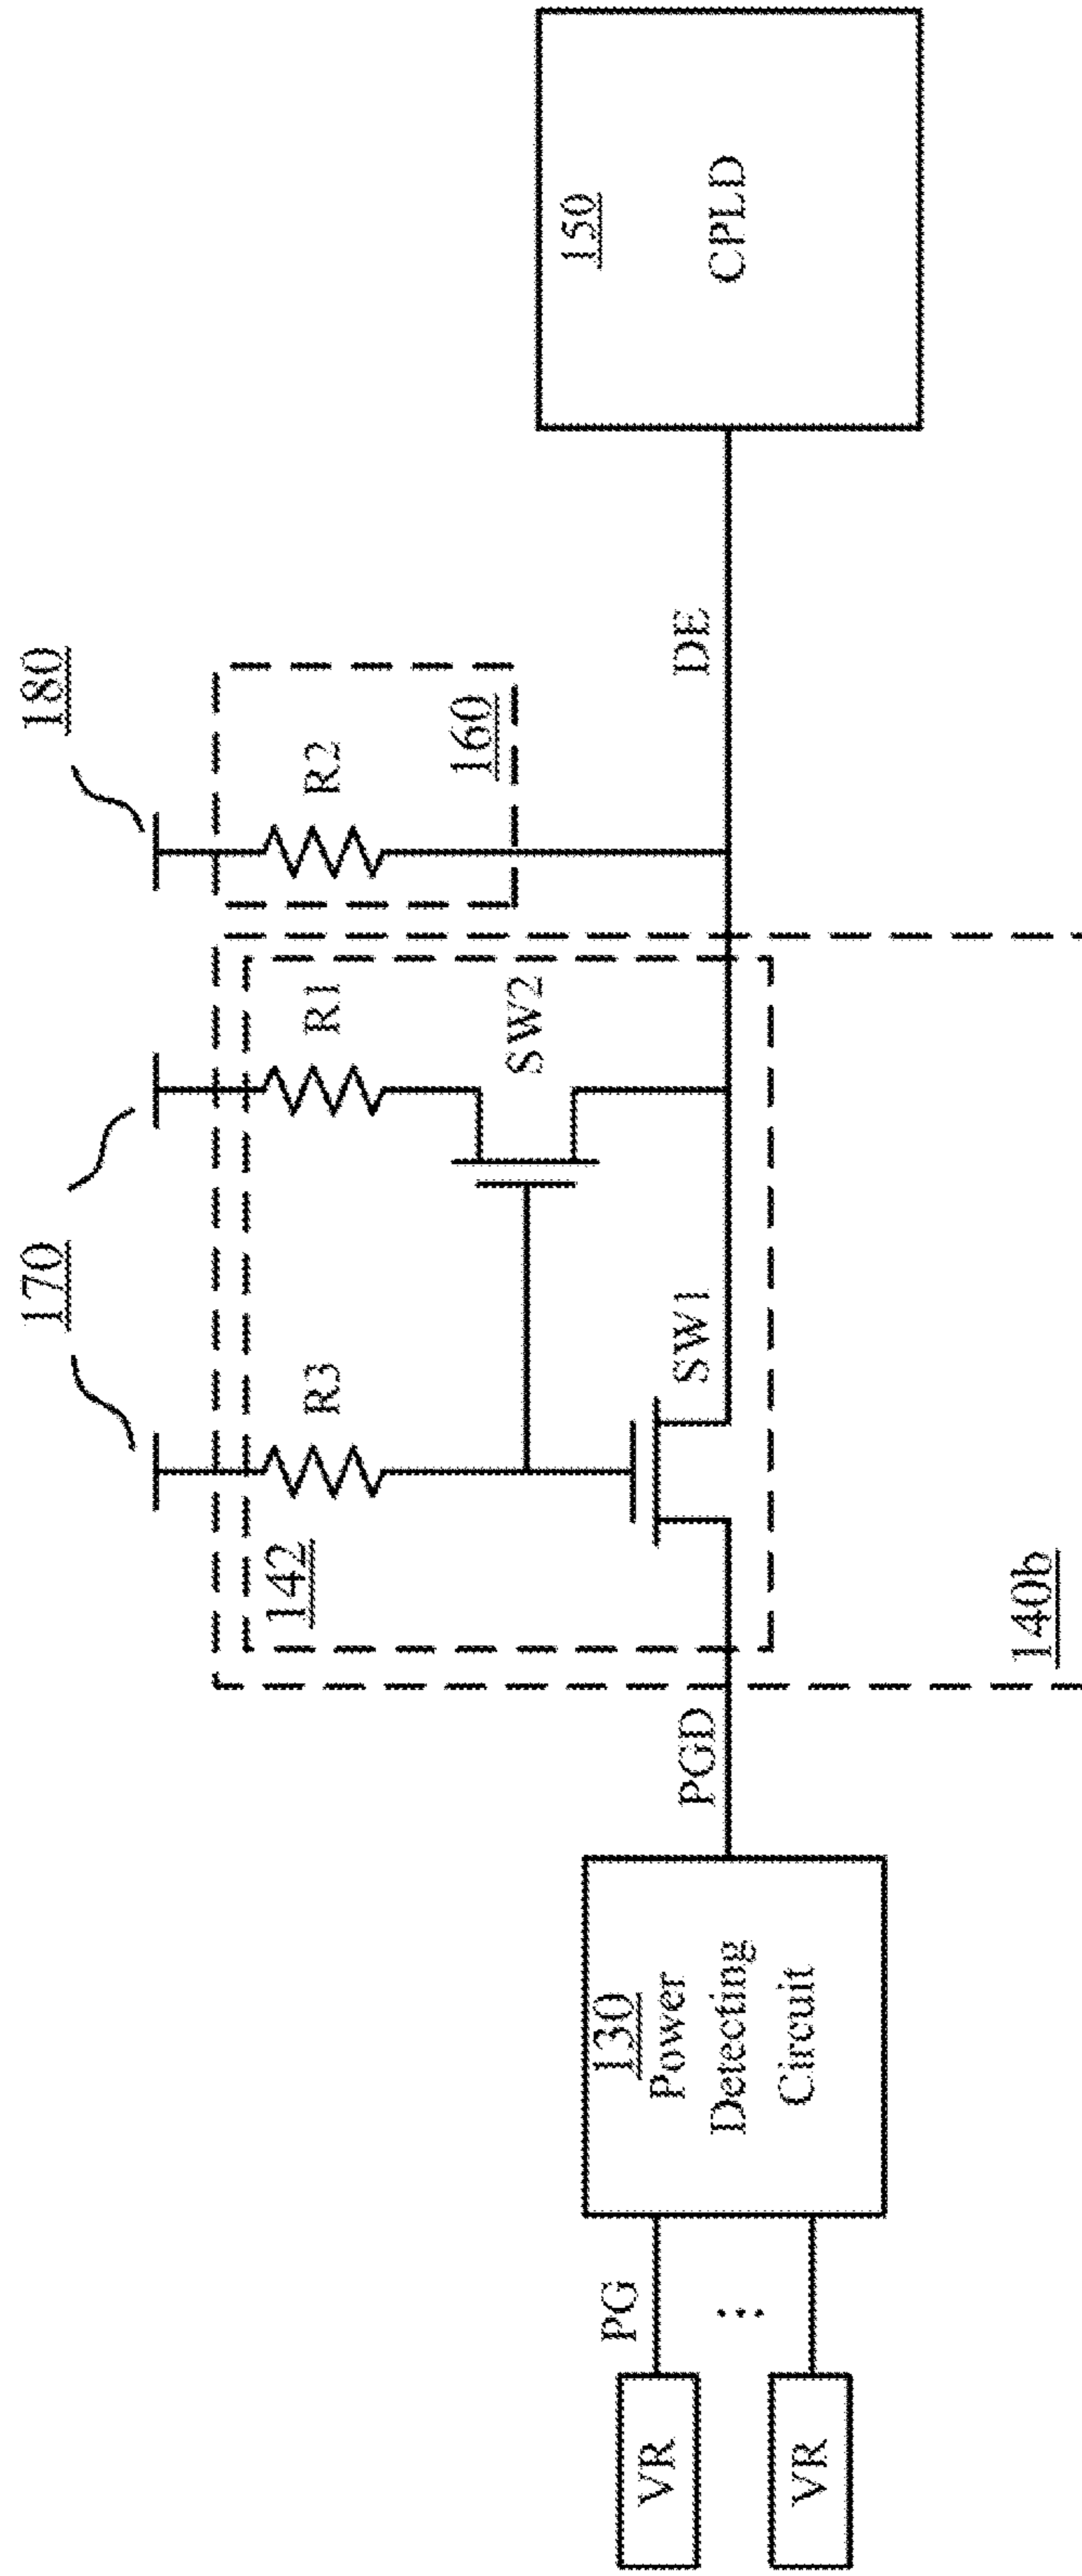 170
180
R3
R1
R2
142
160
SW2
SW1
PG
PGD
DE
VR
⋮
VR
130
Power
Detecting
Circuit
150
CPLD
140b